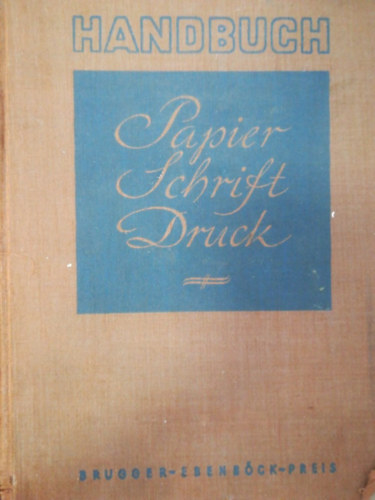 HANDBUCH
Papier
Schrift
Druck
BRUGGER-EBENBÖCK-PREIS